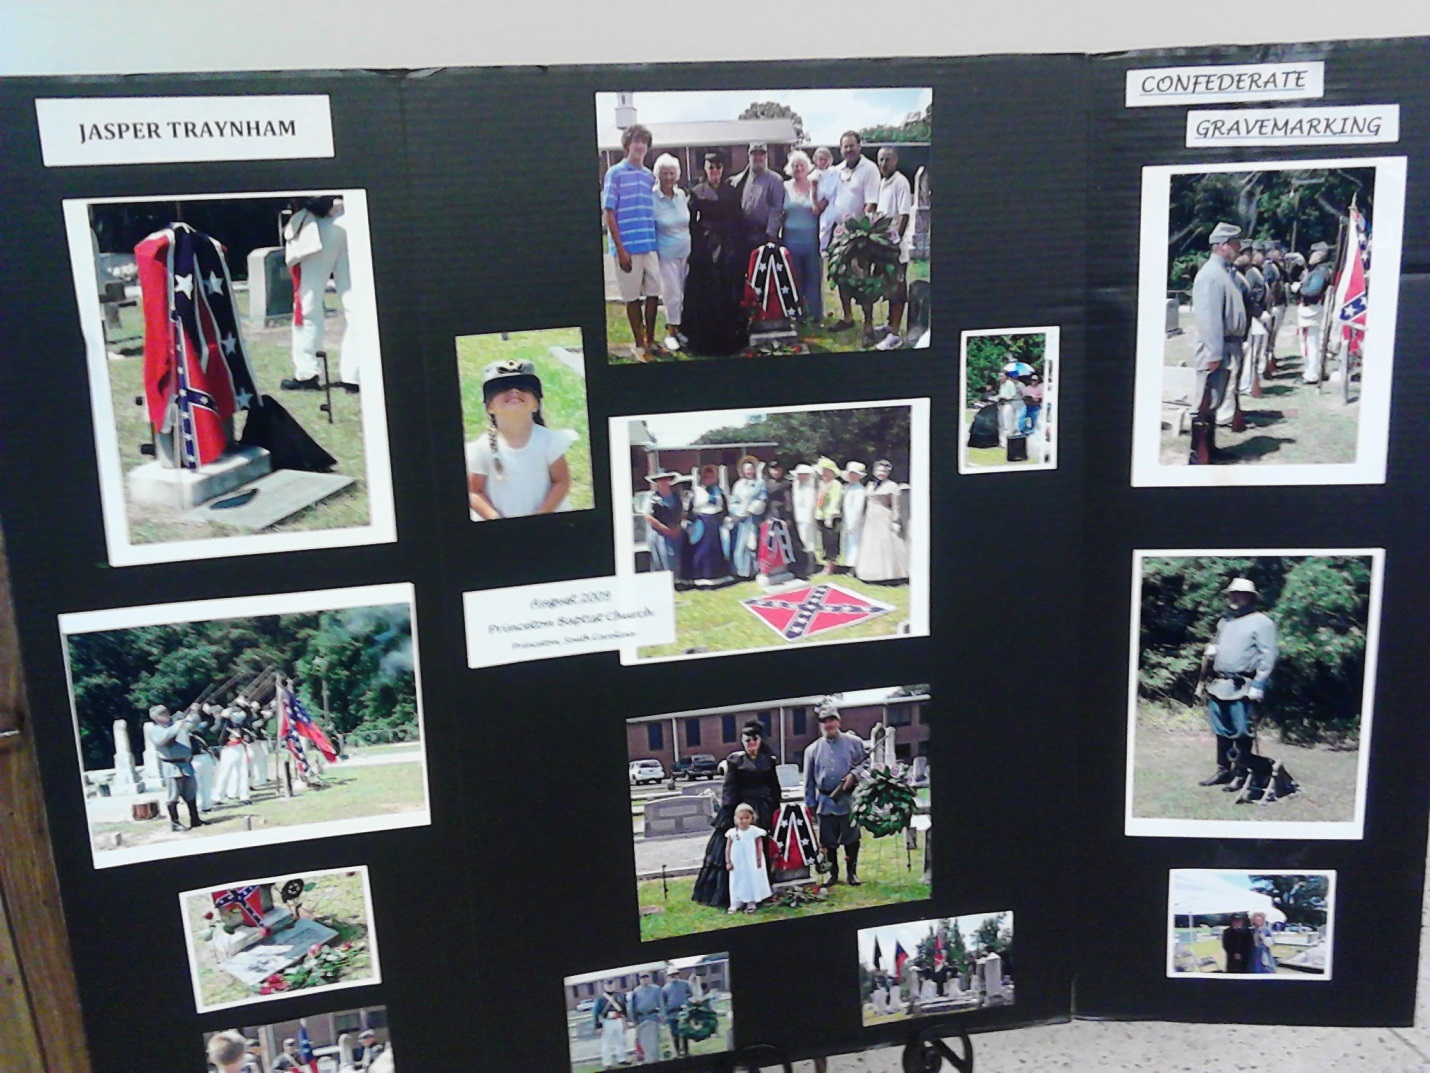 JASPER TRAYNHAM
CONFEDERATE
GRAVEMARKING
August 2009
Princeton Baptist Church
Princeton, South Carolina